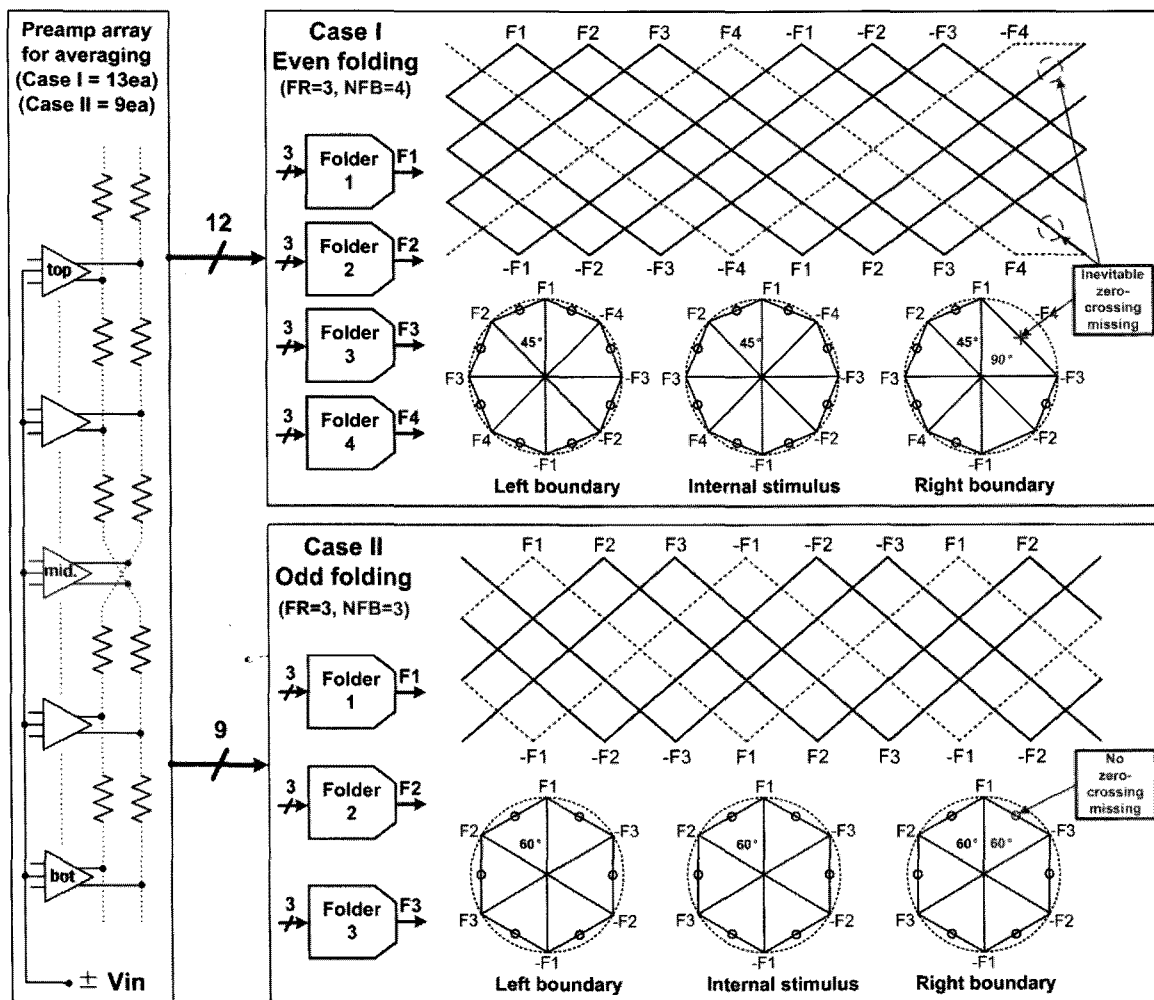 Preamp array
for averaging
(Case I = 13ea)
(Case II = 9ea)
top
mid.
bot
± Vin
12
9
Case I
Even folding
(FR=3, NFB=4)
3
Folder
1
F1
3
Folder
2
F2
3
Folder
3
F3
3
Folder
4
F4
F1 F2 F3 F4 -F1 -F2 -F3 -F4
-F1 -F2 -F3 -F4 F1 F2 F3 F4
Inevitable
zero-
crossing
missing
F1
F2 -F4
45°
F3 -F3
F4 -F2
-F1
Left boundary
F1
F2 -F4
45°
F3 -F3
F4 -F2
-F1
Internal stimulus
F1
F2 -F4
45° 90°
F3 -F3
F4 -F2
-F1
Right boundary
Case II
Odd folding
(FR=3, NFB=3)
3
Folder
1
F1
3
Folder
2
F2
3
Folder
3
F3
F1 F2 F3 -F1 -F2 -F3 F1 F2
-F1 -F2 -F3 F1 F2 F3 -F1 -F2
No
zero-
crossing
missing
F1
F2 -F3
60°
F3 -F2
-F1
Left boundary
F1
F2 -F3
60°
F3 -F2
-F1
Internal stimulus
F1
F2 -F3
60° 60°
F3 -F2
-F1
Right boundary